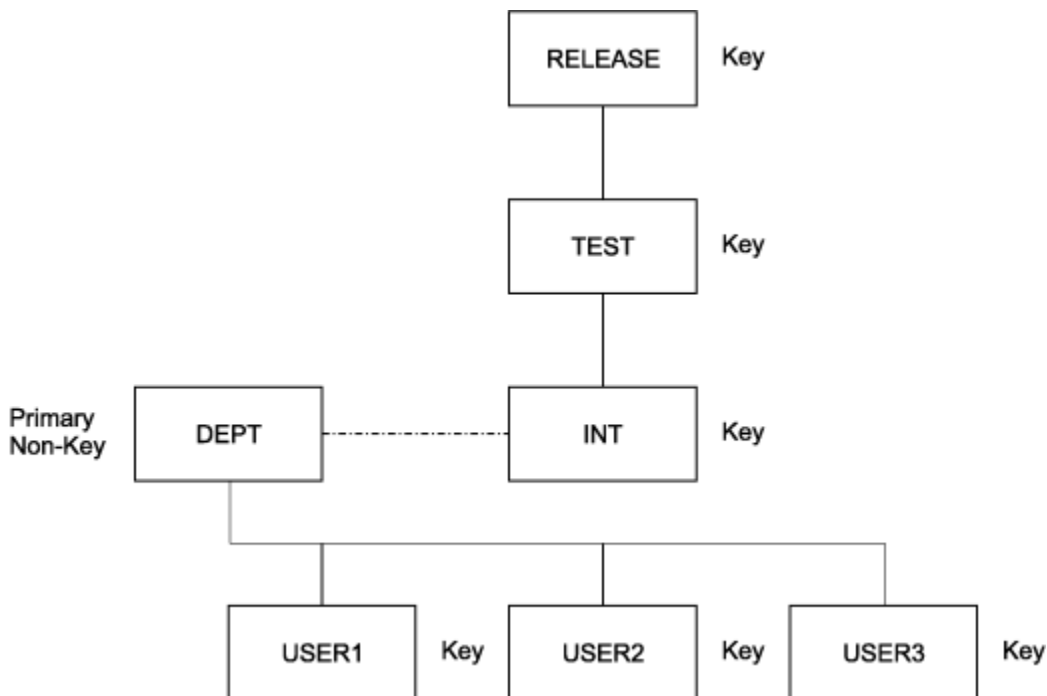 RELEASE
Key
TEST
Key
Primary
Non-Key
DEPT
INT
Key
USER1
Key
USER2
Key
USER3
Key